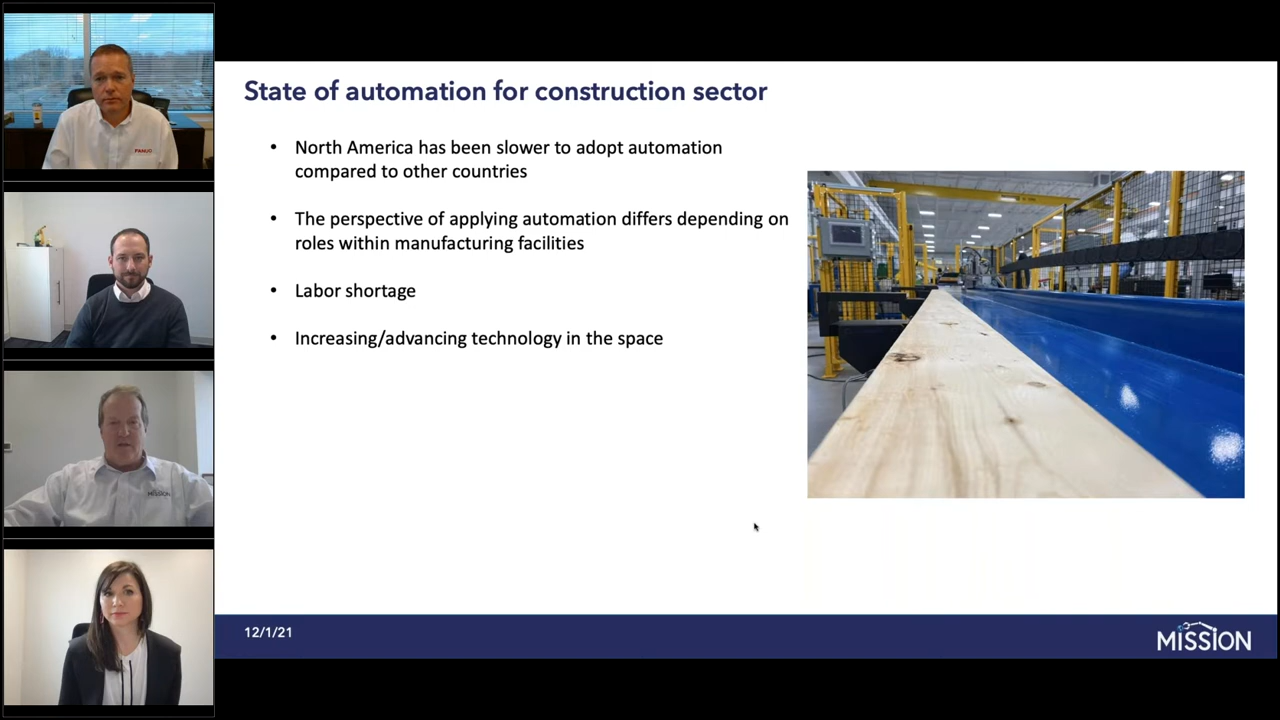 FANUC
MISSION
State of automation for construction sector
• North America has been slower to adopt automation
compared to other countries
• The perspective of applying automation differs depending on
roles within manufacturing facilities
• Labor shortage
• Increasing/advancing technology in the space
12/1/21
MISSION